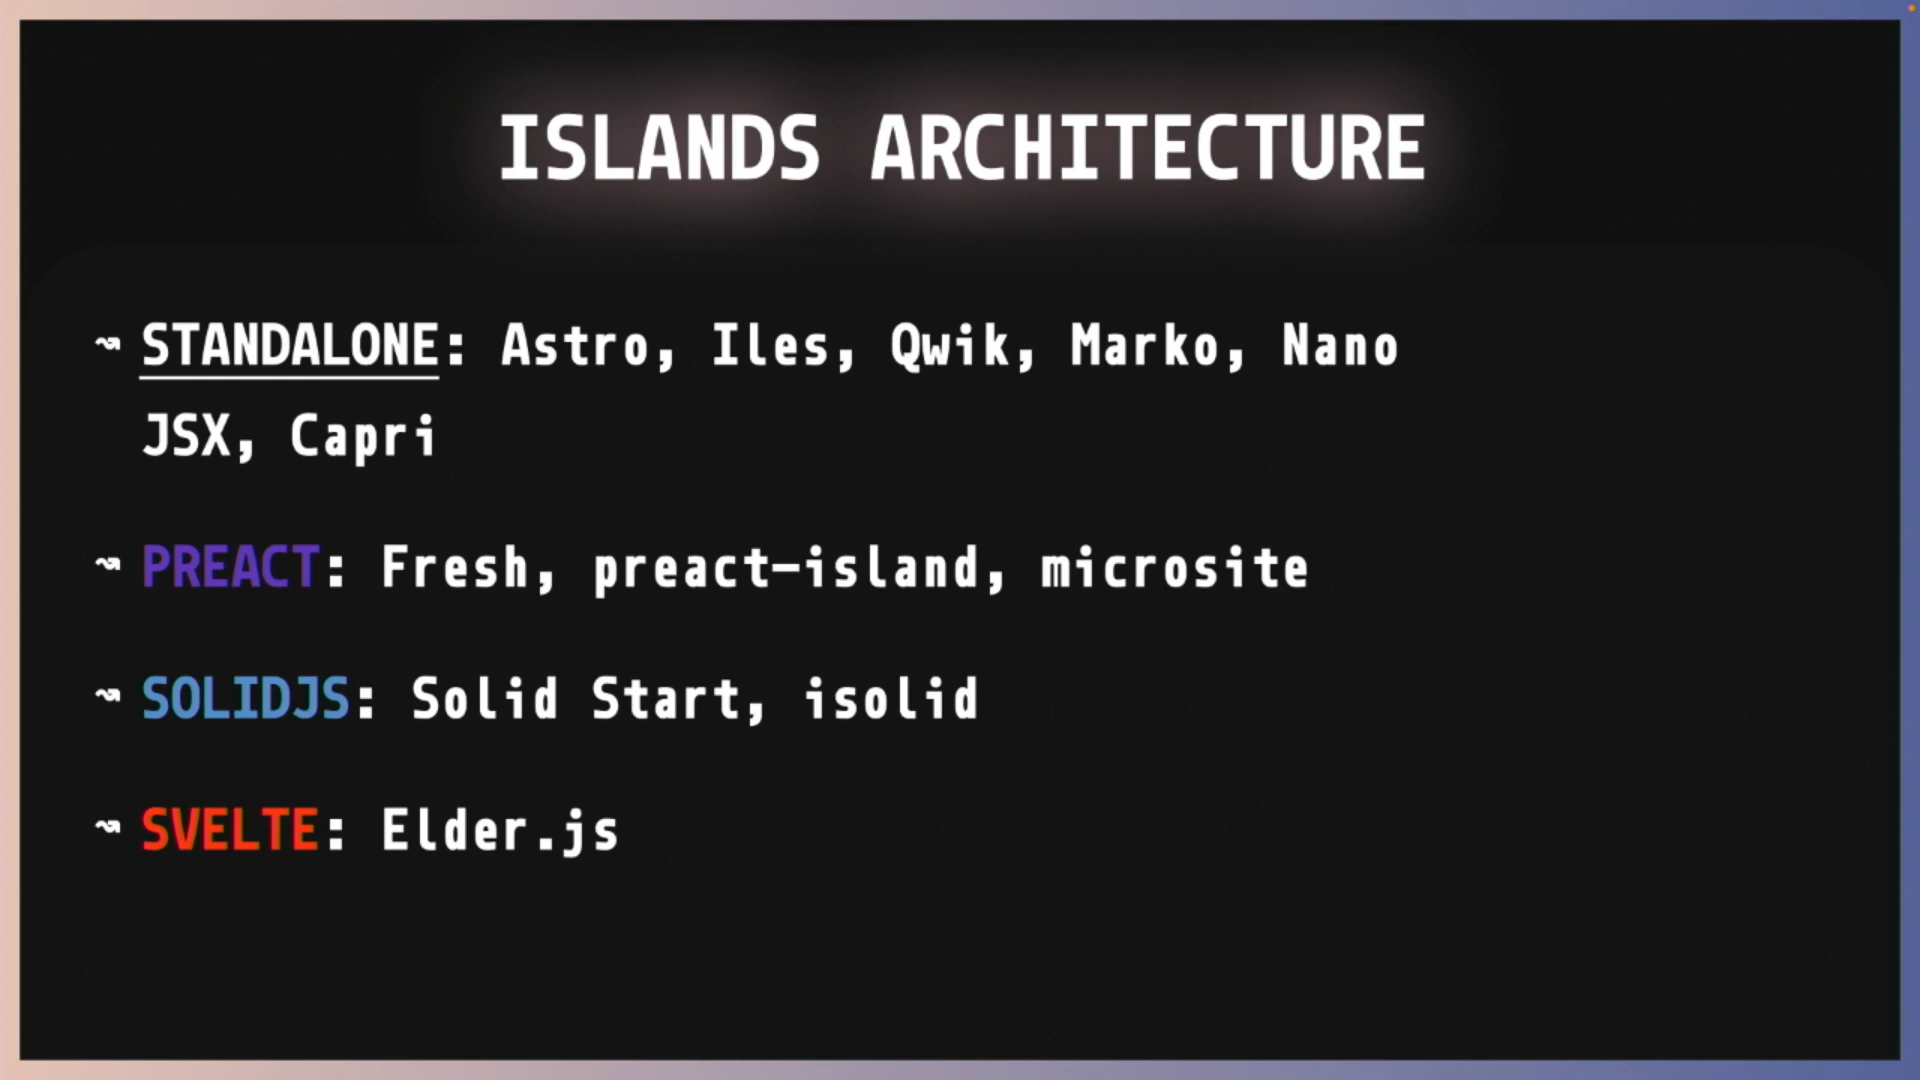 ISLANDS ARCHITECTURE
↝ STANDALONE: Astro, Iles, Qwik, Marko, Nano
JSX, Capri
↝ PREACT: Fresh, preact-island, microsite
↝ SOLIDJS: Solid Start, isolid
↝ SVELTE: Elder.js